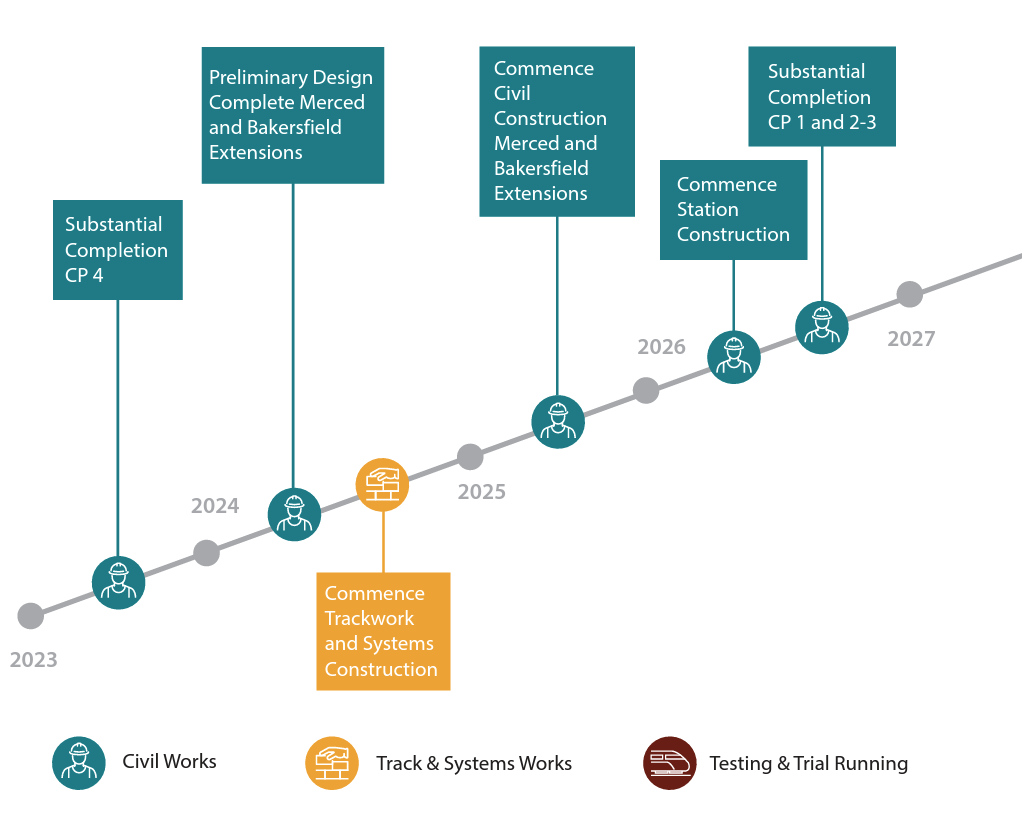 Substantial
Completion
CP 4
Preliminary Design
Complete Merced
and Bakersfield
Extensions
Commence
Civil
Construction
Merced and
Bakersfield
Extensions
Commence
Station
Construction
Substantial
Completion
CP 1 and 2-3
2023
2024
2025
2026
2027
Commence
Trackwork
and Systems
Construction
Civil Works
Track & Systems Works
Testing & Trial Running